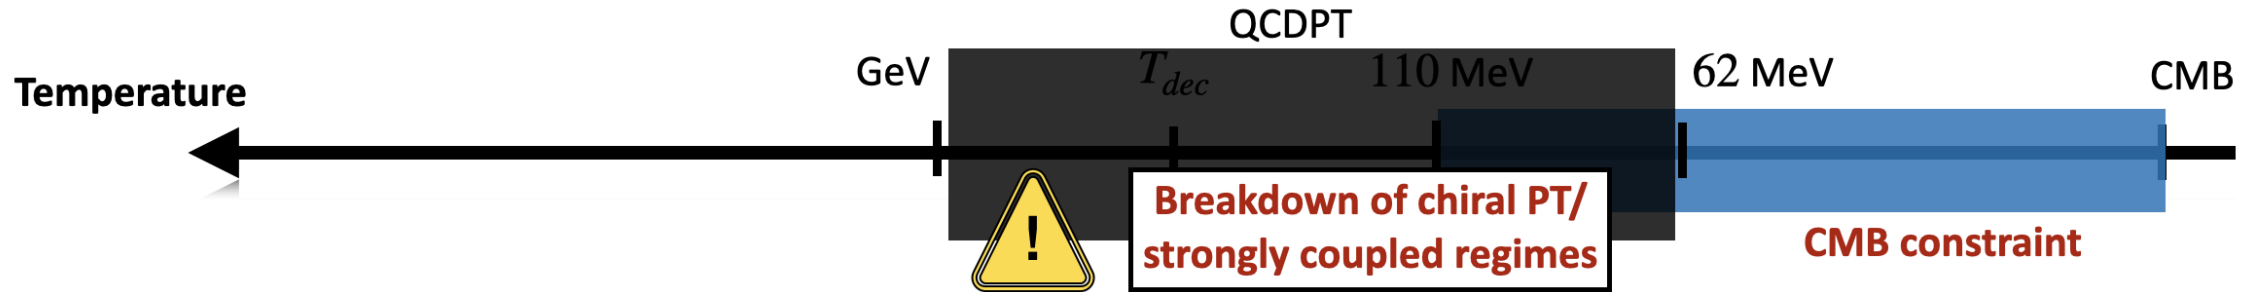 QCDPT
Temperature
GeV
T_dec
110 MeV
62 MeV
CMB
!
Breakdown of chiral PT/
strongly coupled regimes
CMB constraint